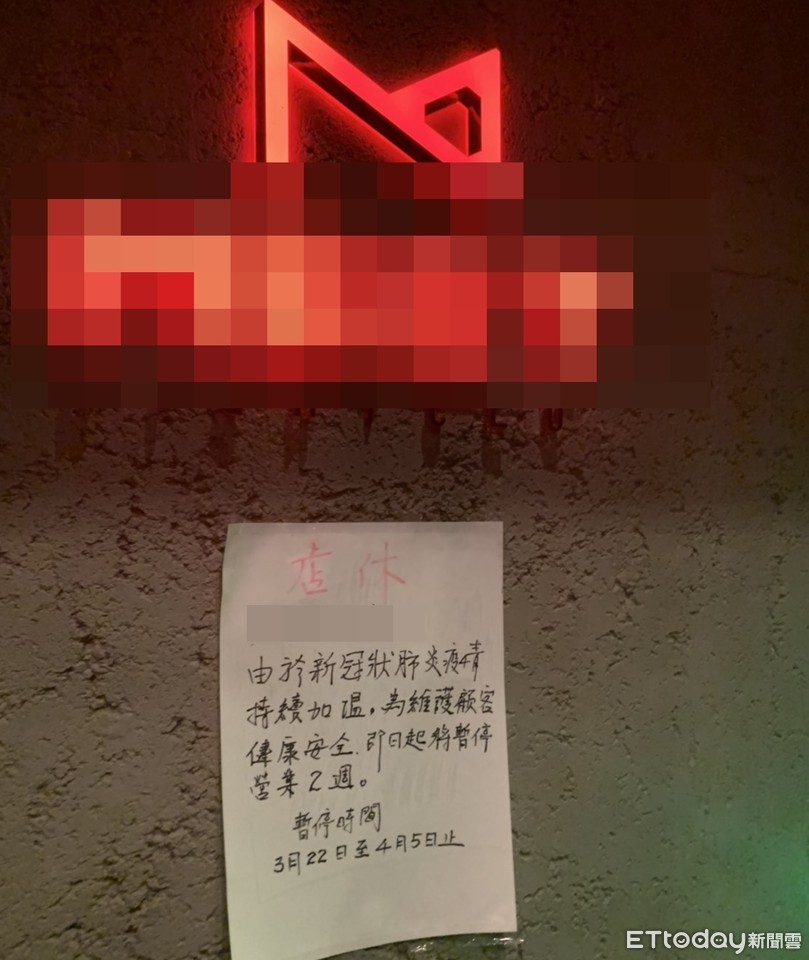 店休
由於新冠狀肺炎疫情
持續加溫，為維護顧客
健康安全.即日起將暫停
營業2週。
暫停時間
3月22日至4月5日止
ETtoday新聞雲